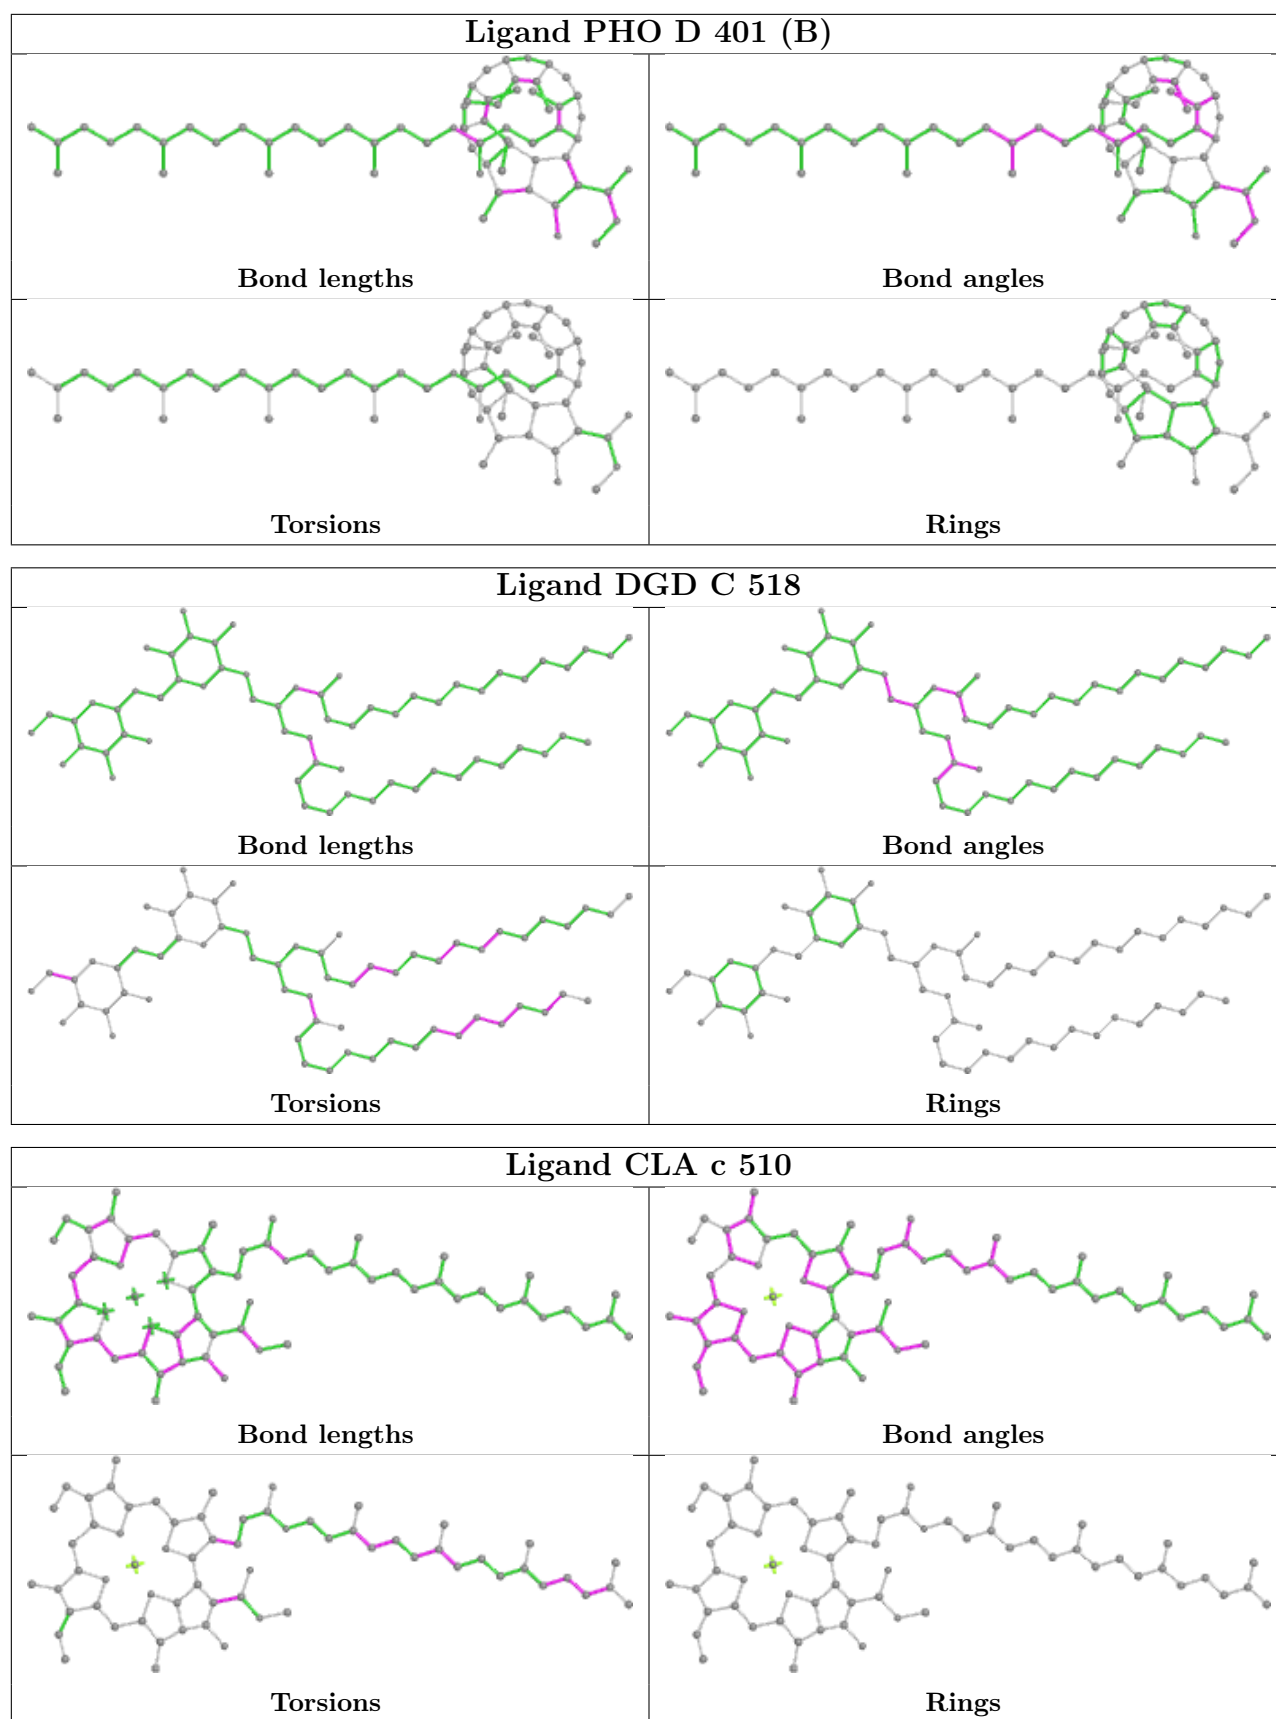 Ligand PHO D 401 (B)
Bond lengths
Bond angles
Torsions
Rings
Ligand DGD C 518
Bond lengths
Bond angles
Torsions
Rings
Ligand CLA c 510
Bond lengths
Bond angles
Torsions
Rings